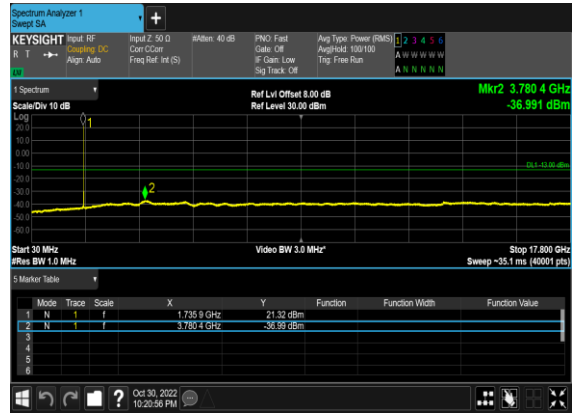 Spectrum Analyzer 1
Swept SA
+
KEYSIGHT Input: RF Input Z: 50 Ω #Atten: 40 dB PNO: Fast Avg Type: Power (RMS) 1 2 3 4 5 6
R T Coupling: DC Corr CCorr Gate: Off Avg|Hold: 100/100 A W W W W W
Align: Auto Freq Ref: Int (S) IF Gain: Low Trig: Free Run
Sig Track: Off A N N N N N
1 Spectrum Ref Lvl Offset 8.00 dB Mkr2 3.780 4 GHz
Scale/Div 10 dB Ref Level 30.00 dBm -36.991 dBm
Log
20.0
10.0
0.00
-10.0
-20.0
-30.0
-40.0
-50.0
-60.0
1
2
DL1 -13.00 dBm
Start 30 MHz Video BW 3.0 MHz* Stop 17.800 GHz
#Res BW 1.0 MHz Sweep ~35.1 ms (40001 pts)
5 Marker Table
Mode Trace Scale X Y Function Function Width Function Value
1 N 1 f 1.735 9 GHz 21.32 dBm
2 N 1 f 3.780 4 GHz -36.99 dBm
3
4
5
6
? Oct 30, 2022
10:20:56 PM